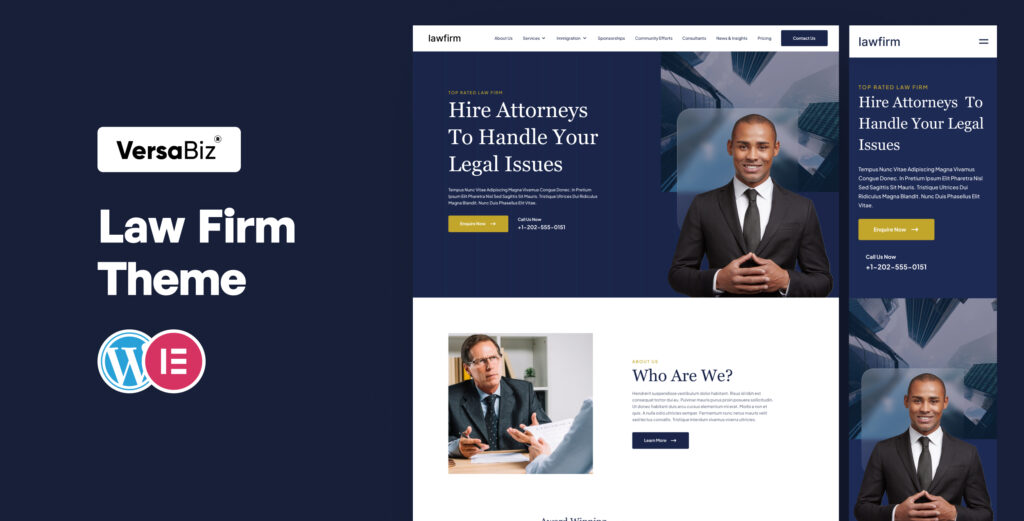 VersaBiz
Law Firm
Theme
lawfirm
About Us
Services
Immigration
Sponsorships
Community Efforts
Consultants
News & Insights
Pricing
Contact Us
TOP RATED LAW FIRM
Hire Attorneys
To Handle Your
Legal Issues
Tempus Nunc Vitae Adipiscing Magna Vivamus Congue Donec. In Pretium
Ipsum Elit Pharetra Nisl Sed Sagittis Sit Mauris. Tristique Ultrices Dui Ridiculus
Magna Blandit. Nunc Duis Phasellus Elit Vitae.
Enquire Now
Call Us Now
+1-202-555-0151
ABOUT US
Who Are We?
Hendrerit suspendisse vestibulum dolor habitant. Risus id nibh est
consequat tortor dui eu. Pulvinar mauris purus proin posuere sollicitudin.
Ut donec habitant duis arcu cursus elementum int erat. Morbi a non et
quis. A nulla odio ultricies semper. Fermentum nunc netus mauris velit
sed lectus convallis. Tristique interdum vivamus viverra ultrices.
Learn More
Award Winning
lawfirm
TOP RATED LAW FIRM
Hire Attorneys To
Handle Your Legal
Issues
Tempus Nunc Vitae Adipiscing Magna Vivamus
Congue Donec. In Pretium Ipsum Elit Pharetra Nisl
Sed Sagittis Sit Mauris. Tristique Ultrices Dui
Ridiculus Magna Blandit. Nunc Duis Phasellus Elit
Vitae.
Enquire Now
Call Us Now
+1-202-555-0151